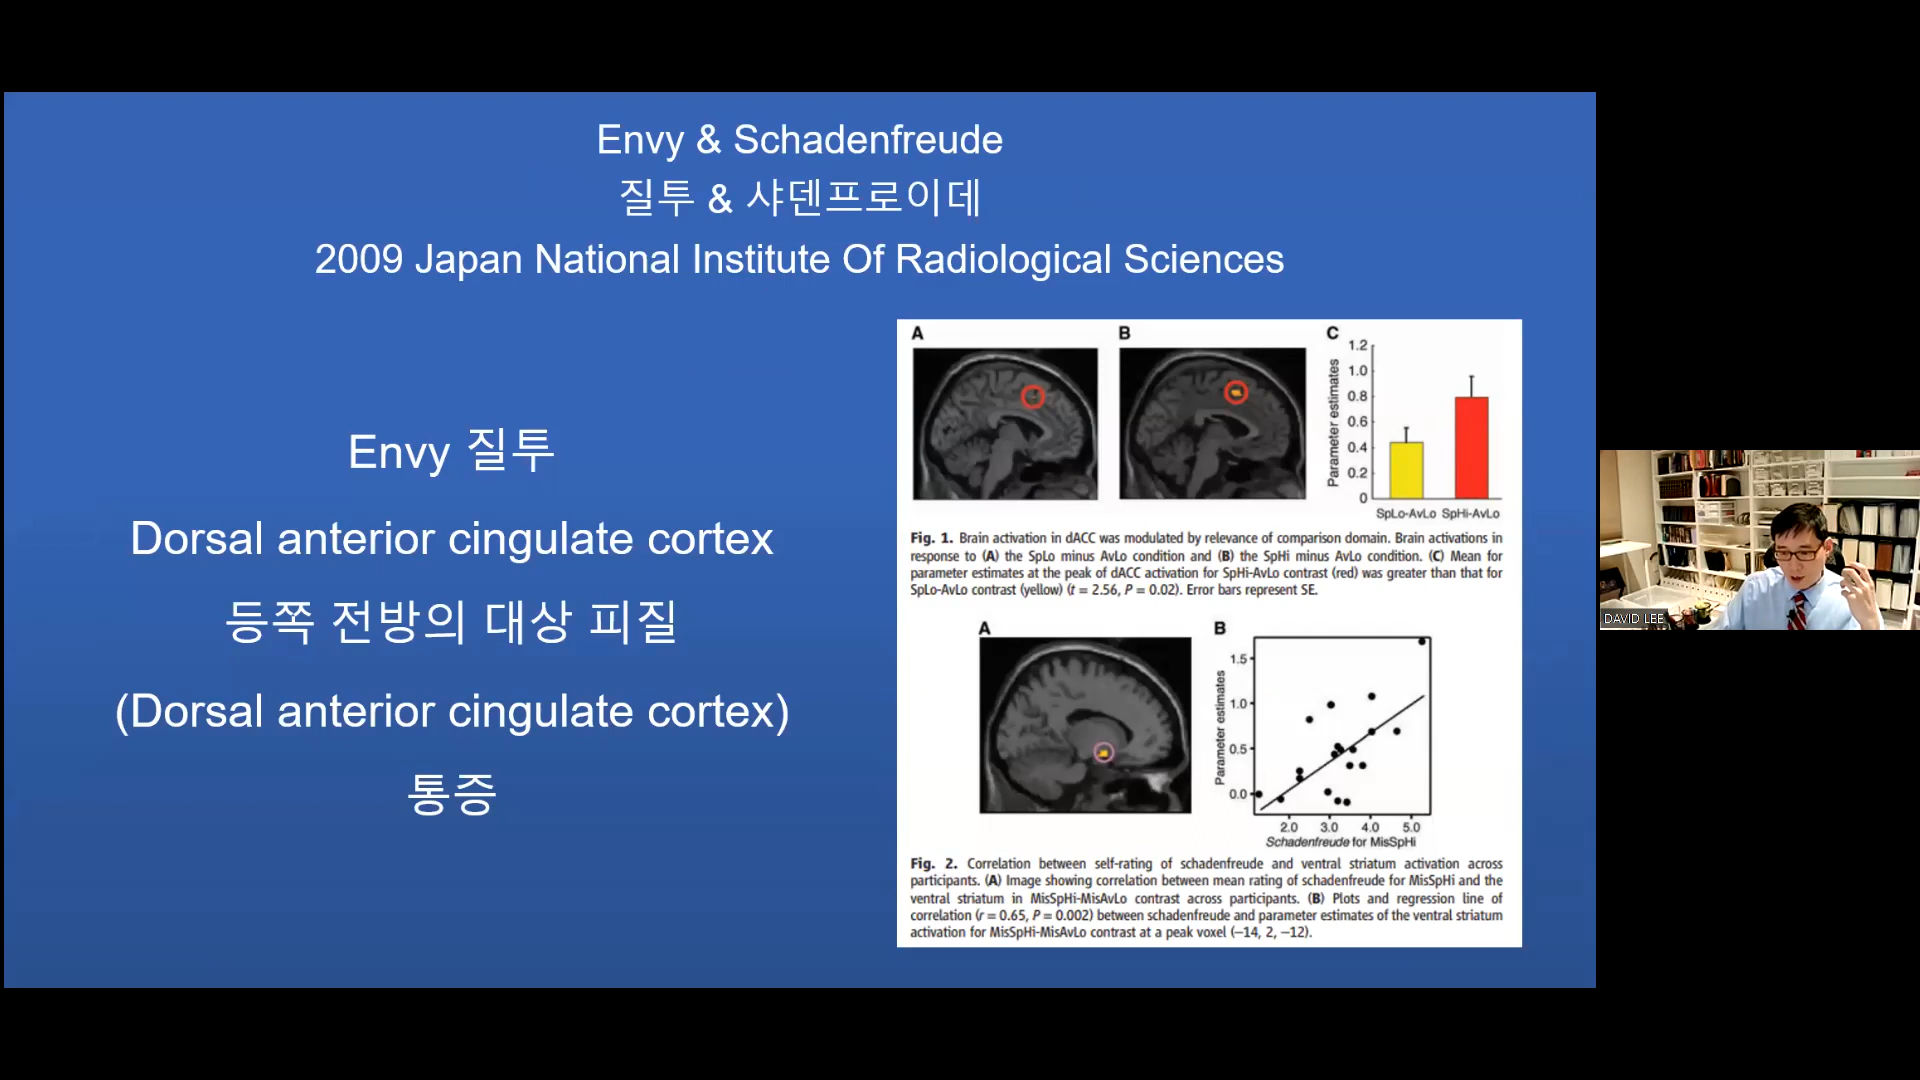 Envy & Schadenfreude
질투 & 샤덴프로이데
2009 Japan National Institute Of Radiological Sciences
Envy 질투
Dorsal anterior cingulate cortex
등쪽 전방의 대상 피질
(Dorsal anterior cingulate cortex)
통증
A
B
C
Parameter estimates
1.2
1.0
0.8
0.6
0.4
0.2
0
SpLo-AvLo SpHi-AvLo
Fig. 1. Brain activation in dACC was modulated by relevance of comparison domain. Brain activations in
response to (A) the SpLo minus AvLo condition and (B) the SpHi minus AvLo condition. (C) Mean for
parameter estimates at the peak of dACC activation for SpHi-AvLo contrast (red) was greater than that for
SpLo-AvLo contrast (yellow) (t = 2.56, P = 0.02). Error bars represent SE.
A
B
Parameter estimates
1.5
1.0
0.5
0.0
2.0 3.0 4.0 5.0
Schadenfreude for MisSpHi
Fig. 2. Correlation between self-rating of schadenfreude and ventral striatum activation across
participants. (A) Image showing correlation between mean rating of schadenfreude for MisSpHi and the
ventral striatum in MisSpHi-MisAvLo contrast across participants. (B) Plots and regression line of
correlation (r = 0.65, P = 0.002) between schadenfreude and parameter estimates of the ventral striatum
activation for MisSpHi-MisAvLo contrast at a peak voxel (−14, 2, −12).
DAVID LEE